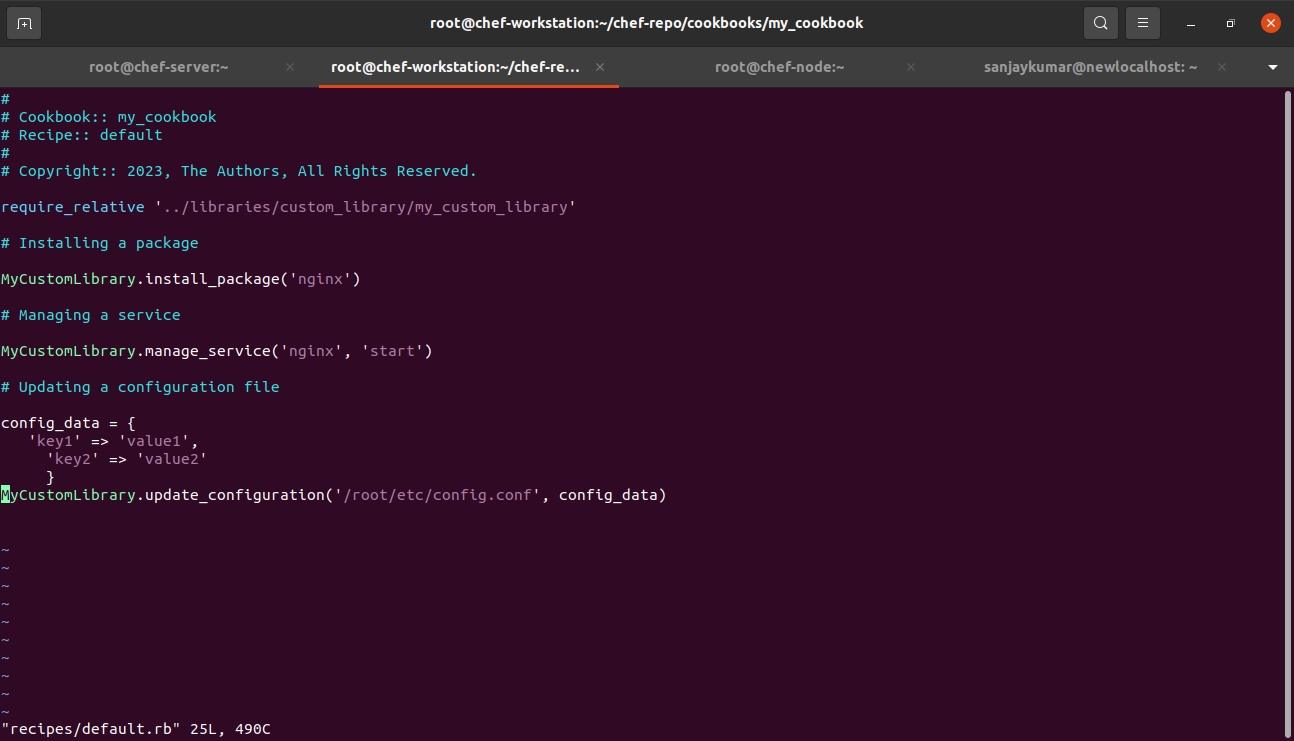 root@chef-workstation:~/chef-repo/cookbooks/my_cookbook
root@chef-server:~
root@chef-workstation:~/chef-re...
root@chef-node:~
sanjaykumar@newlocalhost: ~
#
# Cookbook:: my_cookbook
# Recipe:: default
#
# Copyright:: 2023, The Authors, All Rights Reserved.
require_relative '../libraries/custom_library/my_custom_library'
# Installing a package
MyCustomLibrary.install_package('nginx')
# Managing a service
MyCustomLibrary.manage_service('nginx', 'start')
# Updating a configuration file
config_data = {
   'key1' => 'value1',
     'key2' => 'value2'
     }
MyCustomLibrary.update_configuration('/root/etc/config.conf', config_data)
~
~
~
~
~
~
~
~
~
~
"recipes/default.rb" 25L, 490C